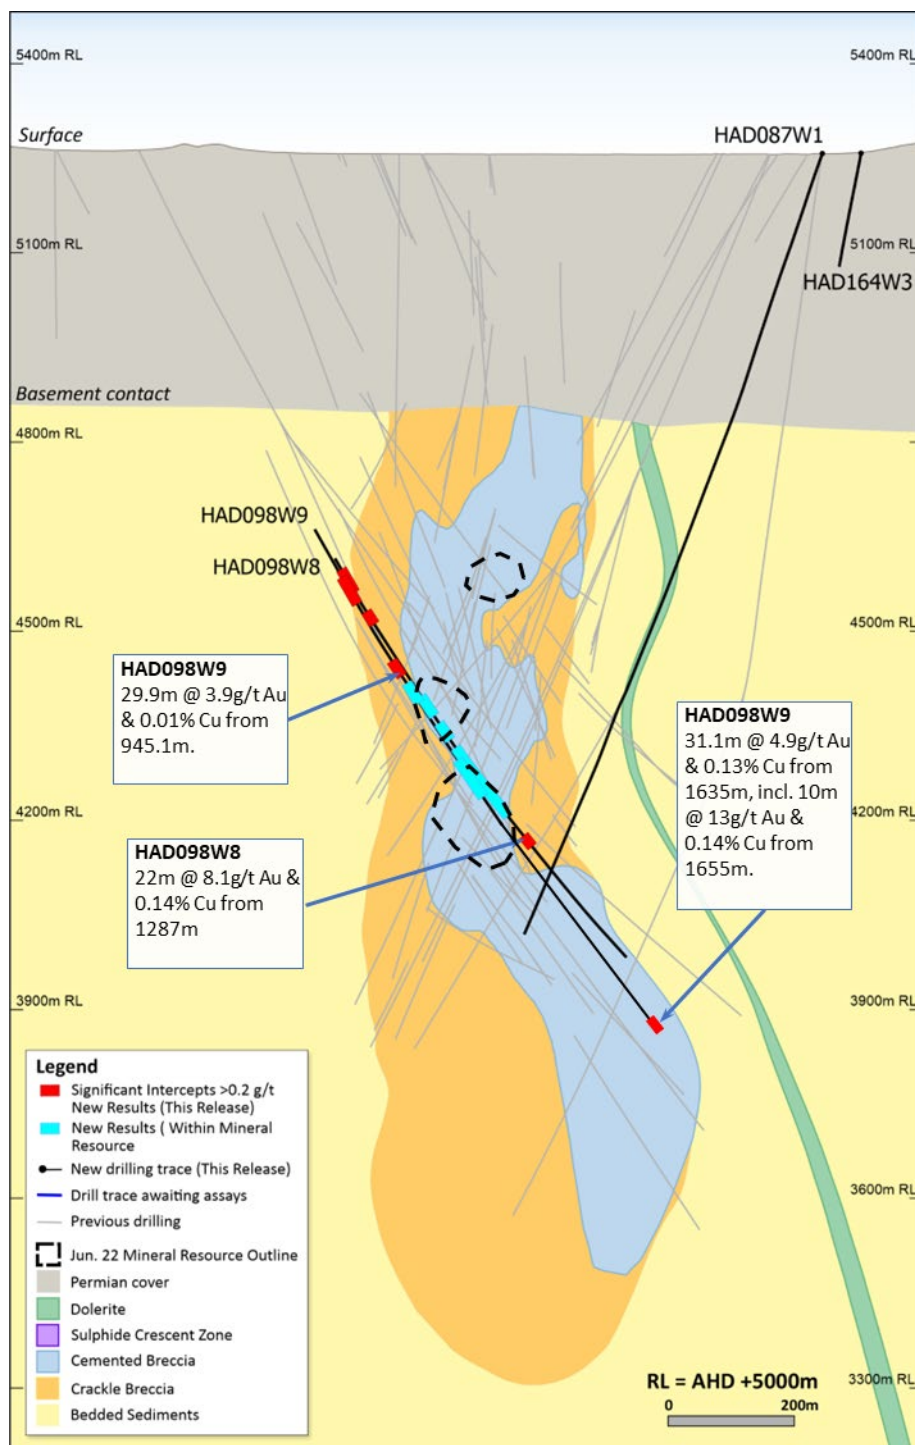 5400m RL
5400m RL
Surface
HAD087W1
5100m RL
5100m RL
HAD164W3
Basement contact
4800m RL
4800m RL
HAD098W9
HAD098W8
4500m RL
4500m RL
HAD098W9
29.9m @ 3.9g/t Au
& 0.01% Cu from
945.1m.
HAD098W9
31.1m @ 4.9g/t Au
& 0.13% Cu from
1635m, incl. 10m
@ 13g/t Au &
0.14% Cu from
1655m.
4200m RL
4200m RL
HAD098W8
22m @ 8.1g/t Au &
0.14% Cu from
1287m
3900m RL
3900m RL
Legend
Significant Intercepts >0.2 g/t
New Results (This Release)
New Results ( Within Mineral
Resource
New drilling trace (This Release)
Drill trace awaiting assays
Previous drilling
Jun. 22 Mineral Resource Outline
Permian cover
Dolerite
Sulphide Crescent Zone
Cemented Breccia
Crackle Breccia
Bedded Sediments
3600m RL
3300m RL
RL = AHD +5000m
0 200m